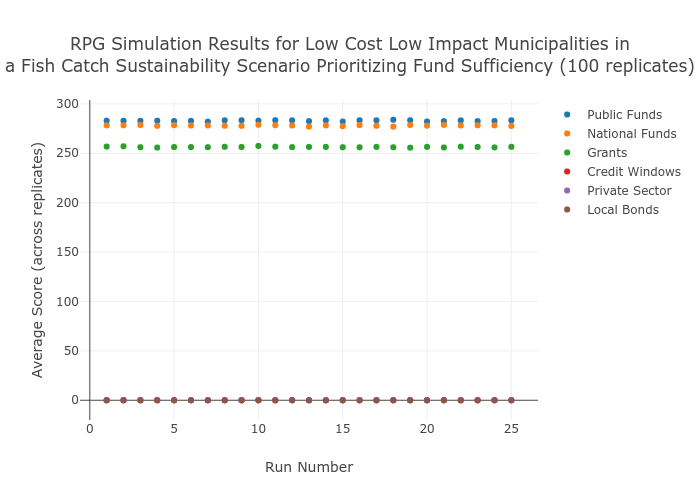 RPG Simulation Results for Low Cost Low Impact Municipalities in
a Fish Catch Sustainability Scenario Prioritizing Fund Sufficiency (100 replicates)
300
250
200
150
100
50
0
Average Score (across replicates)
0 5 10 15 20 25
Run Number
Public Funds
National Funds
Grants
Credit Windows
Private Sector
Local Bonds